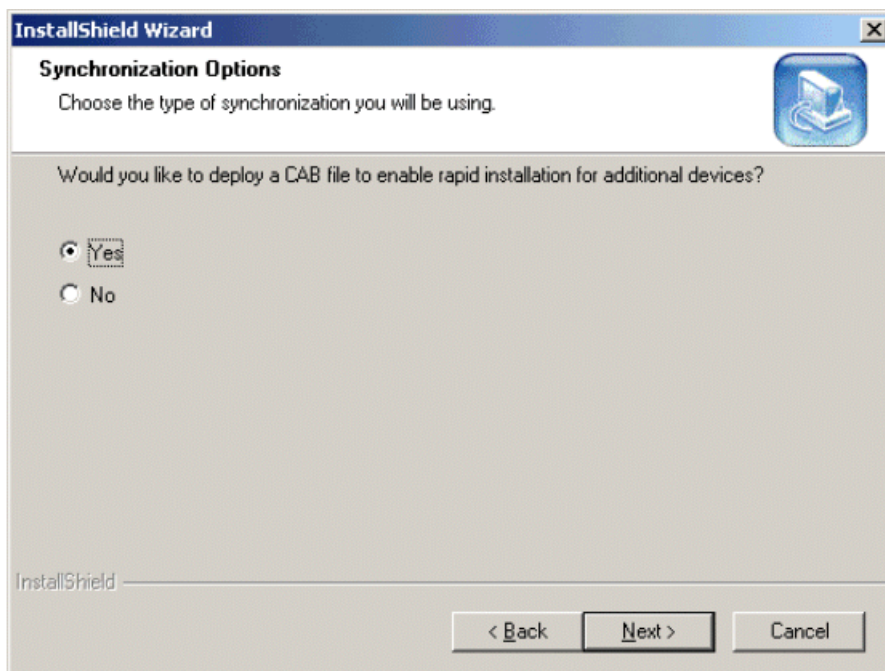 InstallShield Wizard
Synchronization Options
Choose the type of synchronization you will be using.
Would you like to deploy a CAB file to enable rapid installation for additional devices?
Yes
No
InstallShield
< Back Next > Cancel